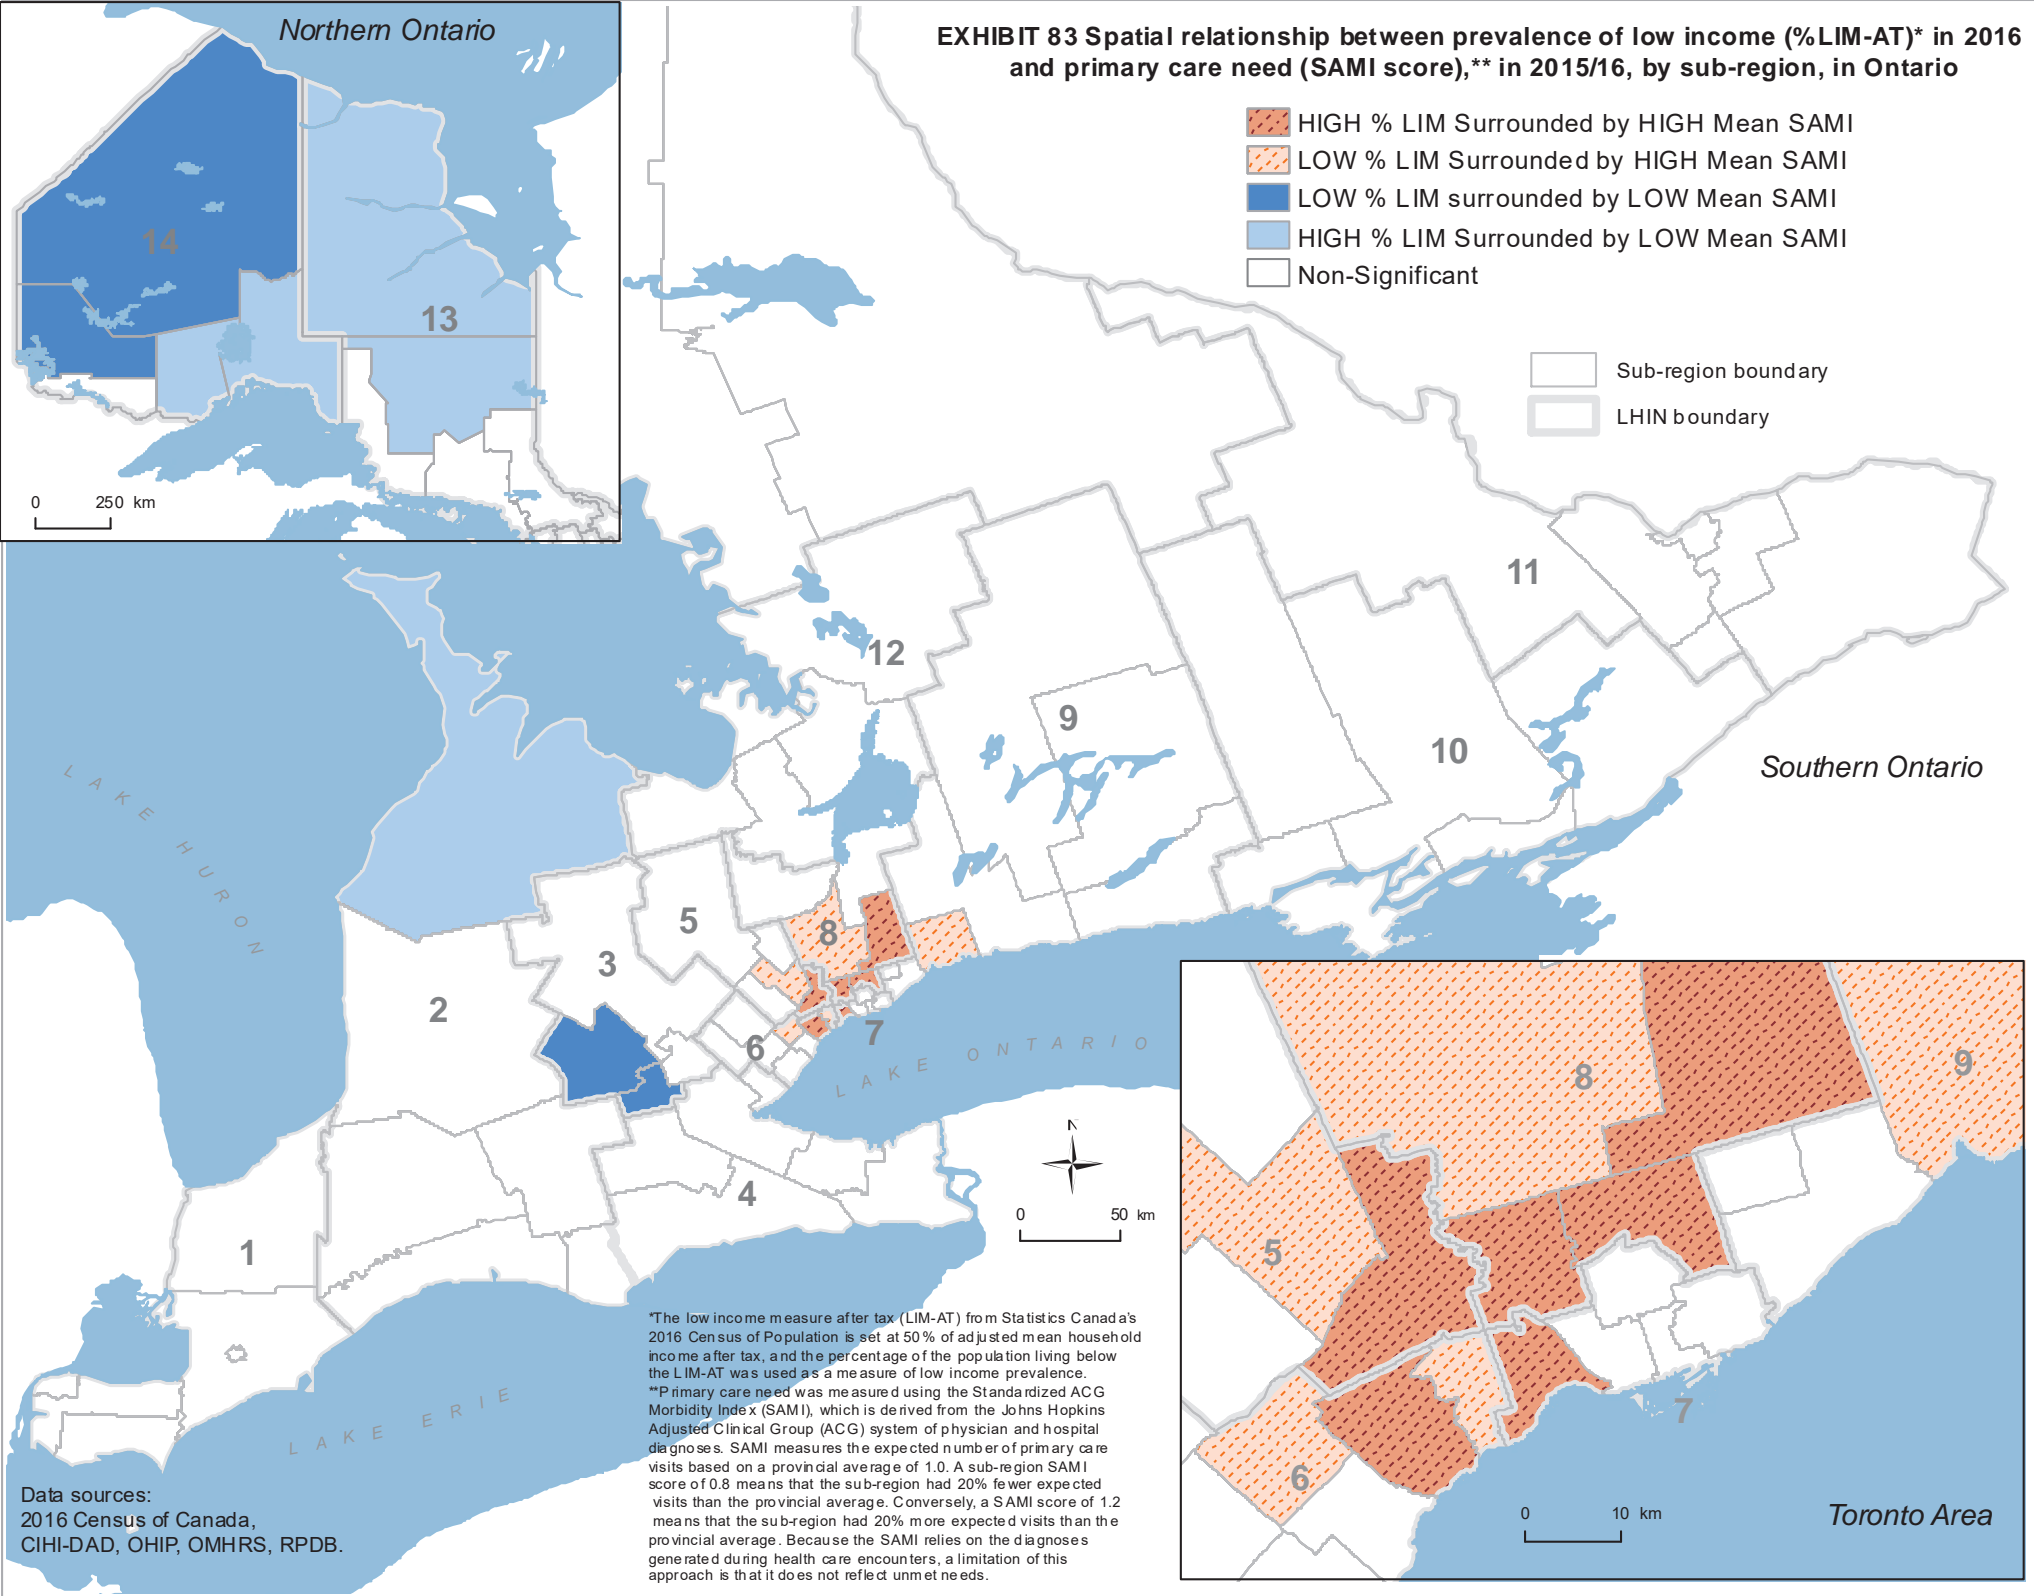 Northern Ontario
EXHIBIT 83 Spatial relationship between prevalence of low income (%LIM-AT)* in 2016
and primary care need (SAMI score),** in 2015/16, by sub-region, in Ontario
HIGH % LIM Surrounded by HIGH Mean SAMI
LOW % LIM Surrounded by HIGH Mean SAMI
LOW % LIM surrounded by LOW Mean SAMI
HIGH % LIM Surrounded by LOW Mean SAMI
Non-Significant
Sub-region boundary
LHIN boundary
14
13
0 250 km
11
12
9
10
Southern Ontario
LAKE HURON
8
5
3
2
7
6
LAKE ONTARIO
N
4
0 50 km
1
LAKE ERIE
8
9
5
7
6
0 10 km
Toronto Area
*The low income measure after tax (LIM-AT) from Statistics Canada's
2016 Census of Population is set at 50% of adjusted mean household
income after tax, and the percentage of the population living below
the LIM-AT was used as a measure of low income prevalence.
**Primary care need was measured using the Standardized ACG
Morbidity Index (SAMI), which is derived from the Johns Hopkins
Adjusted Clinical Group (ACG) system of physician and hospital
diagnoses. SAMI measures the expected number of primary care
visits based on a provincial average of 1.0. A sub-region SAMI
score of 0.8 means that the sub-region had 20% fewer expected
visits than the provincial average. Conversely, a SAMI score of 1.2
means that the sub-region had 20% more expected visits than the
provincial average. Because the SAMI relies on the diagnoses
generated during health care encounters, a limitation of this
approach is that it does not reflect unmet needs.
Data sources:
2016 Census of Canada,
CIHI-DAD, OHIP, OMHRS, RPDB.